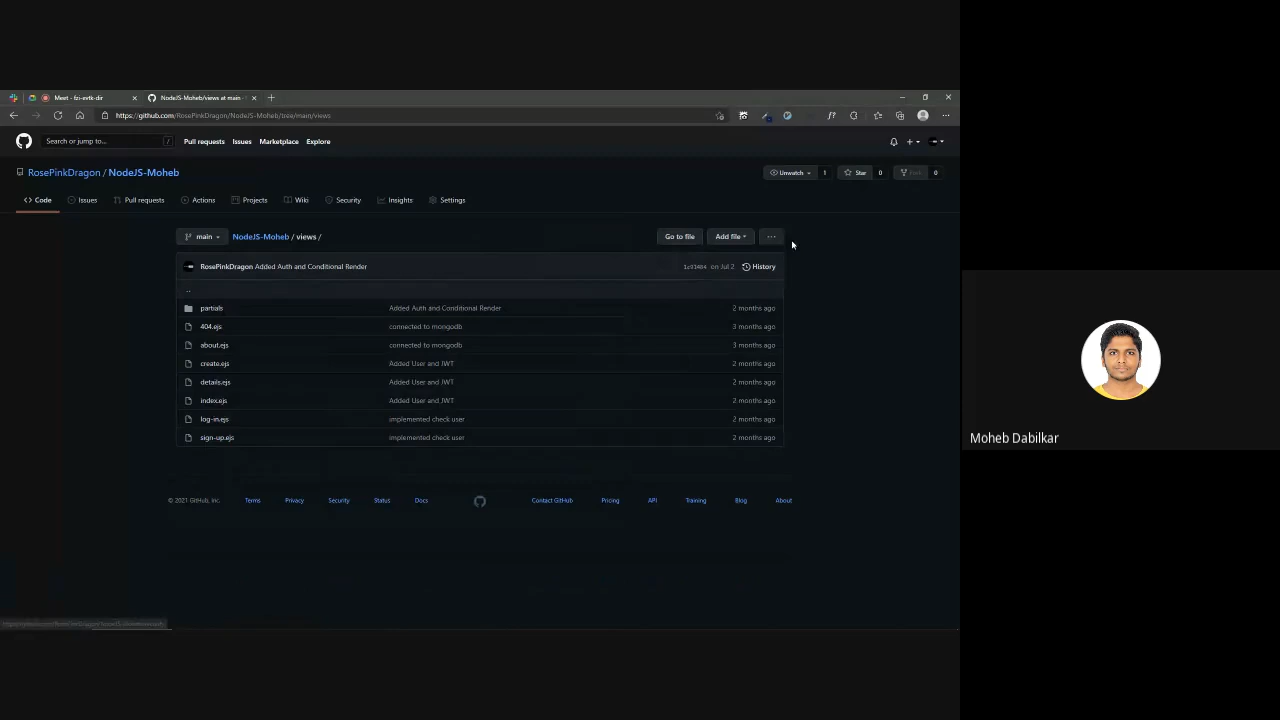 Meet - fzi-evtk-dir
NodeJS-Moheb/views at main
https://github.com/RosePinkDragon/NodeJS-Moheb/tree/main/views
Search or jump to... /
Pull requests Issues Marketplace Explore
RosePinkDragon / NodeJS-Moheb
Unwatch 1 Star 0 Fork 0
Code Issues Pull requests Actions Projects Wiki Security Insights Settings
main NodeJS-Moheb / views /
Go to file Add file ...
RosePinkDragon Added Auth and Conditional Render on Jul 2 History
..
partials Added Auth and Conditional Render 2 months ago
404.ejs connected to mongodb 3 months ago
about.ejs connected to mongodb 3 months ago
create.ejs Added User and JWT 2 months ago
details.ejs Added User and JWT 2 months ago
index.ejs Added User and JWT 2 months ago
log-in.ejs implemented check user 2 months ago
sign-up.ejs implemented check user 2 months ago
© 2021 GitHub, Inc. Terms Privacy Security Status Docs Contact GitHub Pricing API Training Blog About
Moheb Dabilkar